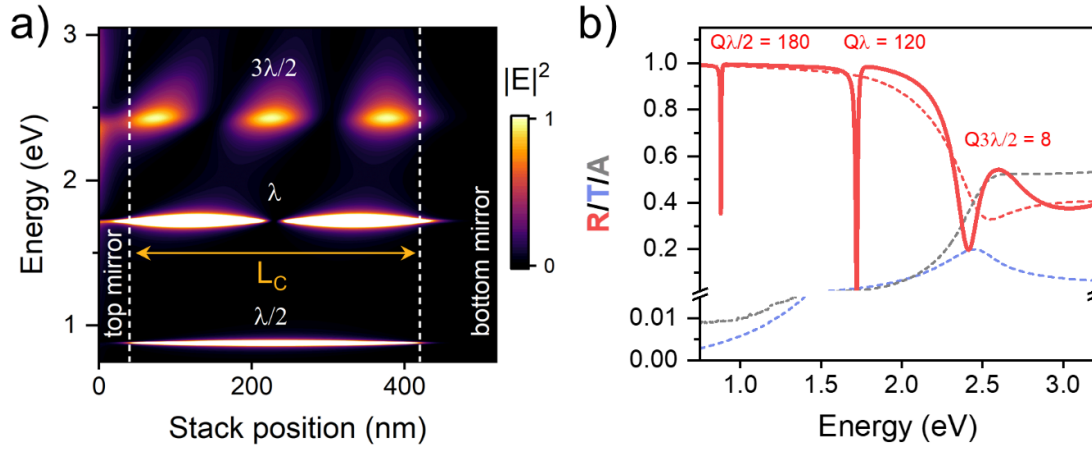 a)
Energy (eV)
3
2
1
3λ/2
λ
L_C
λ/2
top mirror
bottom mirror
0
200
400
Stack position (nm)
|E|²
1
0
b)
R/T/A
1.0
0.8
0.6
0.4
0.2
0.01
0.00
Qλ/2 = 180
Qλ = 120
Q3λ/2 = 8
1.0
1.5
2.0
2.5
3.0
Energy (eV)